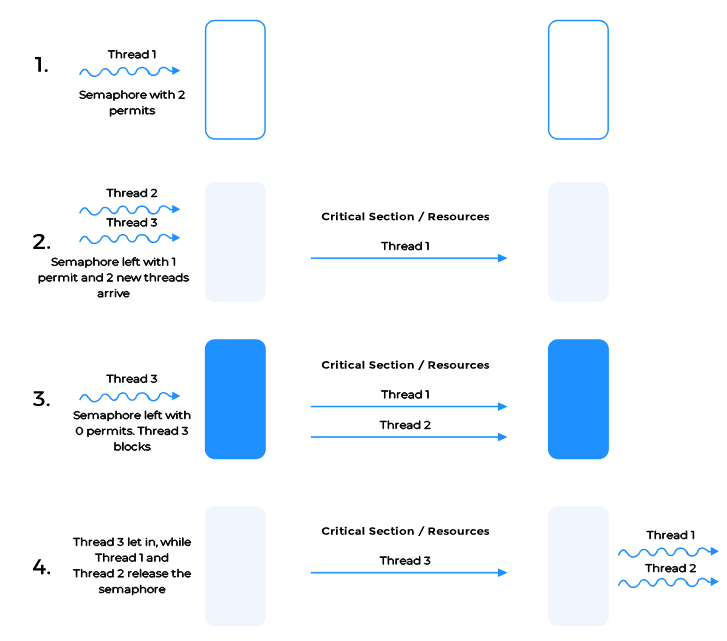 1.
Thread 1
Semaphore with 2
permits
Thread 2
Thread 3
2.
Semaphore left with 1
permit and 2 new threads
arrive
Critical Section / Resources
Thread 1
3.
Thread 3
Semaphore left with
0 permits. Thread 3
blocks
Critical Section / Resources
Thread 1
Thread 2
4.
Thread 3 let in, while
Thread 1 and
Thread 2 release the
semaphore
Critical Section / Resources
Thread 3
Thread 1
Thread 2